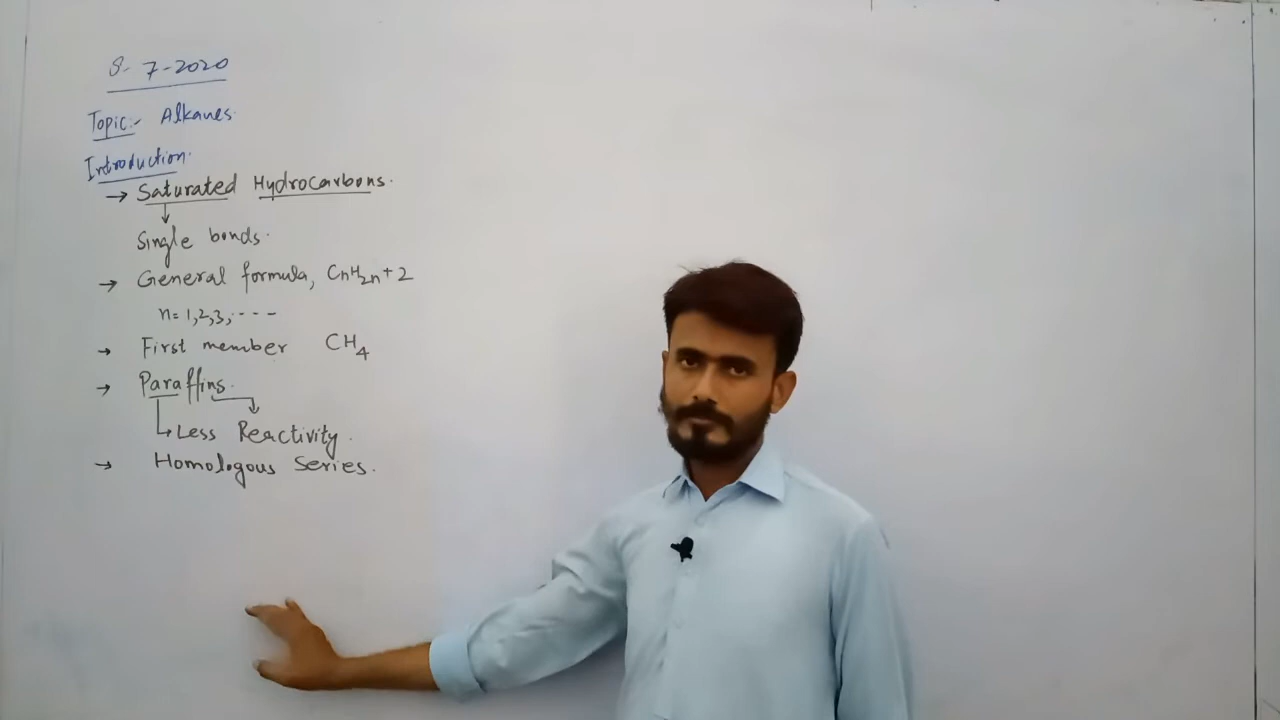 8-7-2020
Topic:- Alkanes.
Introduction.
→ Saturated Hydrocarbons.
↓
Single bonds.
→ General formula, CnH2n+2
n=1,2,3,----
→ First member CH4
→ Paraffins.
↳ Less Reactivity.
→ Homologous Series.